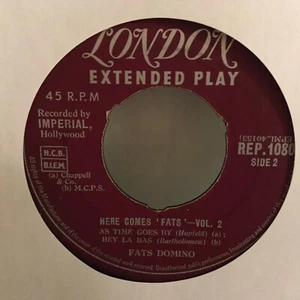 LONDON
EXTENDED PLAY
45 R.P.M
Recorded by
IMPERIAL,
Hollywood
REP.1080
SIDE 2
N.C.B.
B.I.E.M.
(a) Chappell
& Co.
(b) M.C.P.S.
HERE COMES 'FATS'—VOL. 2
AS TIME GOES BY (Hupfeld) (a) ;
HEY LA BAS (Bartholomew) (b)
FATS DOMINO